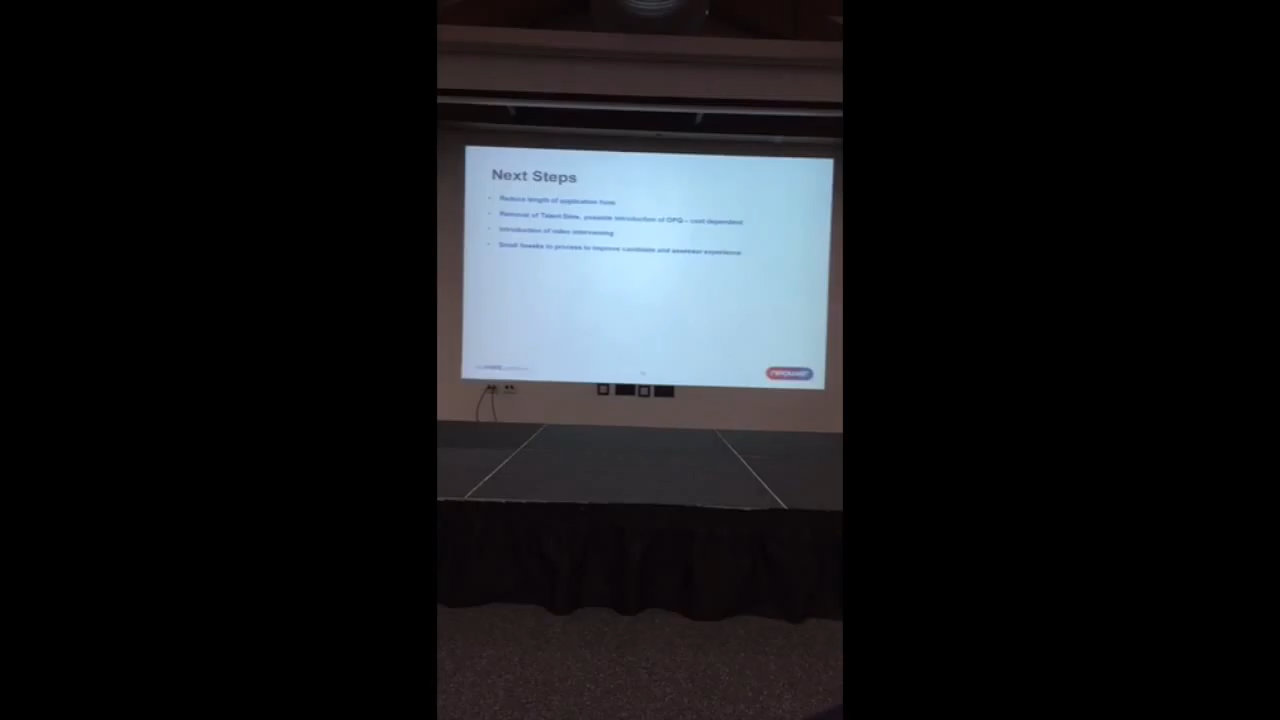 Next Steps
Reduce length of application form
Removal of Talent Q, possible introduction of OPQ – cost dependent
Introduction of video interviewing
Small tweaks to process to improve candidate and assessor experience
npower